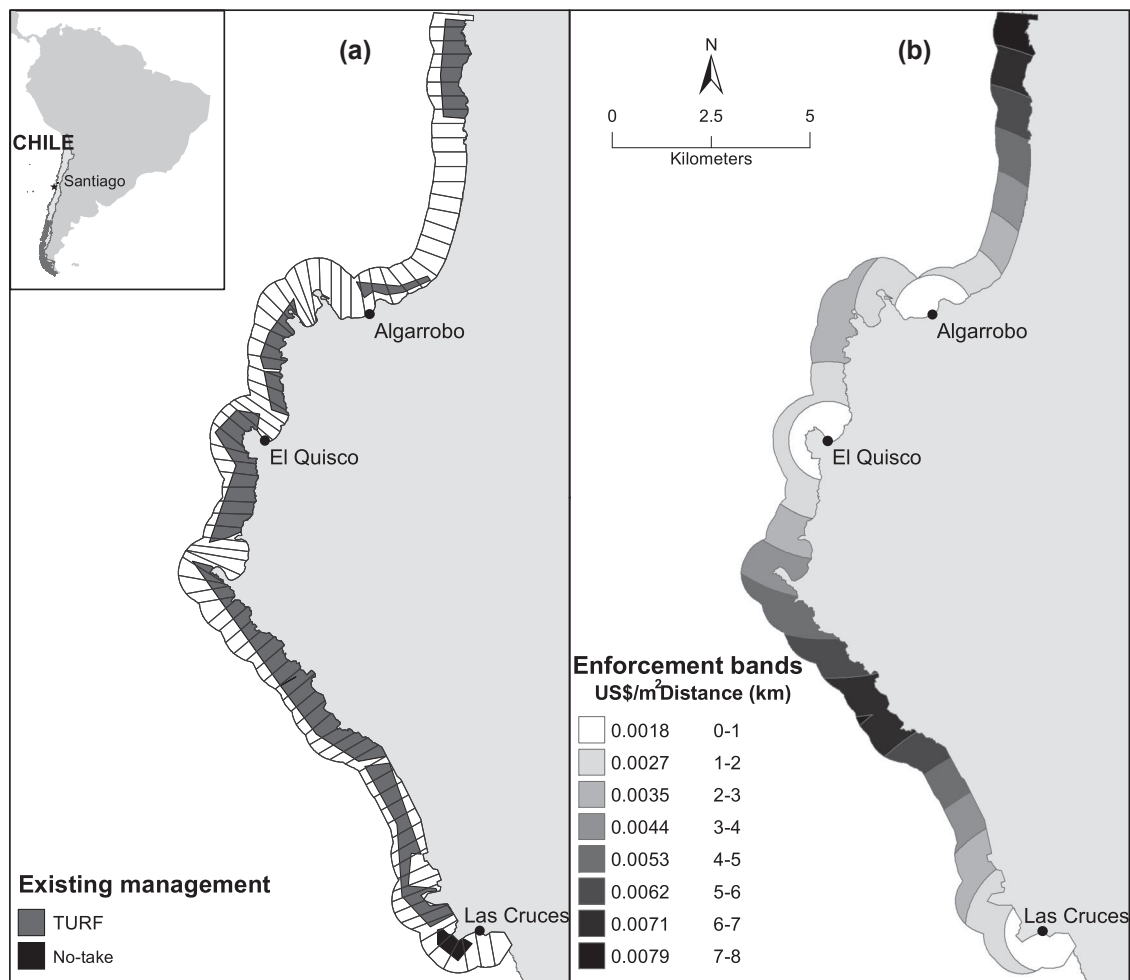 (a)
CHILE
Santiago
Algarrobo
El Quisco
Existing management
TURF
No-take
Las Cruces
(b)
N
0 2.5 5
Kilometers
Algarrobo
El Quisco
Enforcement bands
US$/m² Distance (km)
0.0018 0-1
0.0027 1-2
0.0035 2-3
0.0044 3-4
0.0053 4-5
0.0062 5-6
0.0071 6-7
0.0079 7-8
Las Cruces